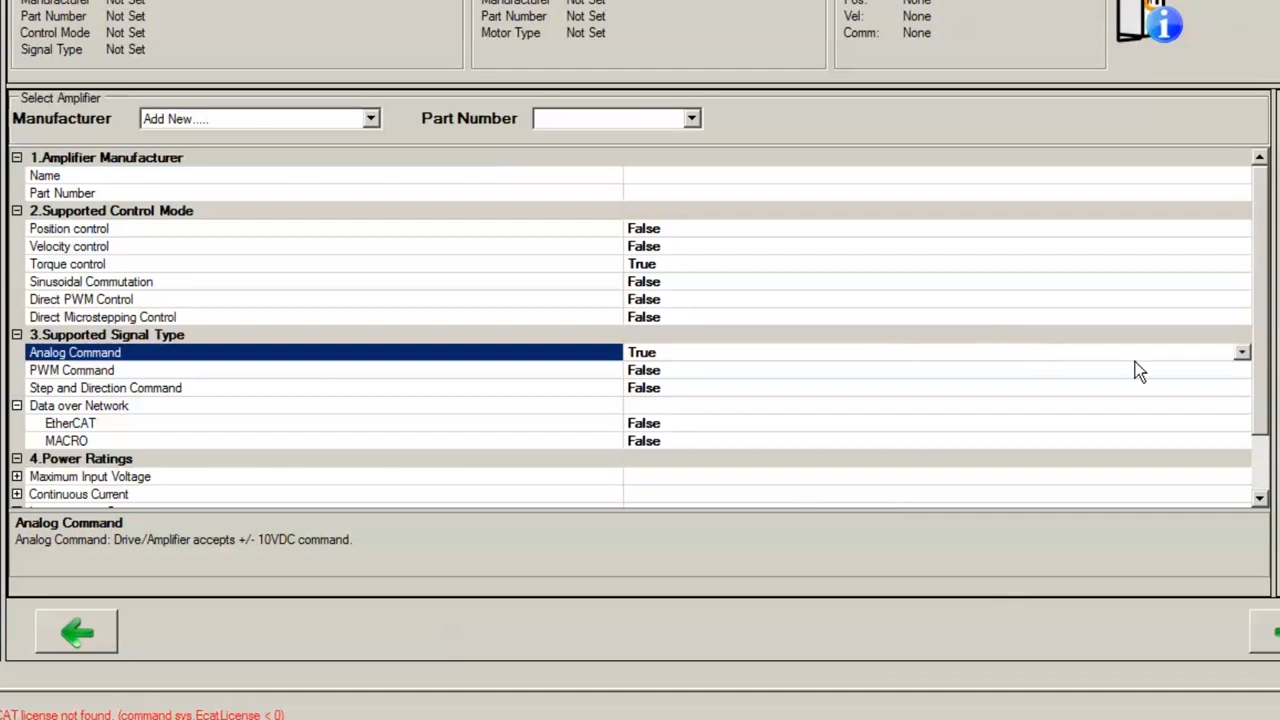 Manufacturer Not Set Manufacturer Not Set Pos: None
Part Number Not Set Part Number Not Set Vel: None
Control Mode Not Set Motor Type Not Set Comm: None
Signal Type Not Set
Select Amplifier
Manufacturer Add New..... Part Number
1.Amplifier Manufacturer
Name
Part Number
2.Supported Control Mode
Position control False
Velocity control False
Torque control True
Sinusoidal Commutation False
Direct PWM Control False
Direct Microstepping Control False
3.Supported Signal Type
Analog Command True
PWM Command False
Step and Direction Command False
Data over Network
EtherCAT False
MACRO False
4.Power Ratings
Maximum Input Voltage
Continuous Current
Analog Command
Analog Command: Drive/Amplifier accepts +/- 10VDC command.
CAT license not found. (command sys.EcatLicense < 0)